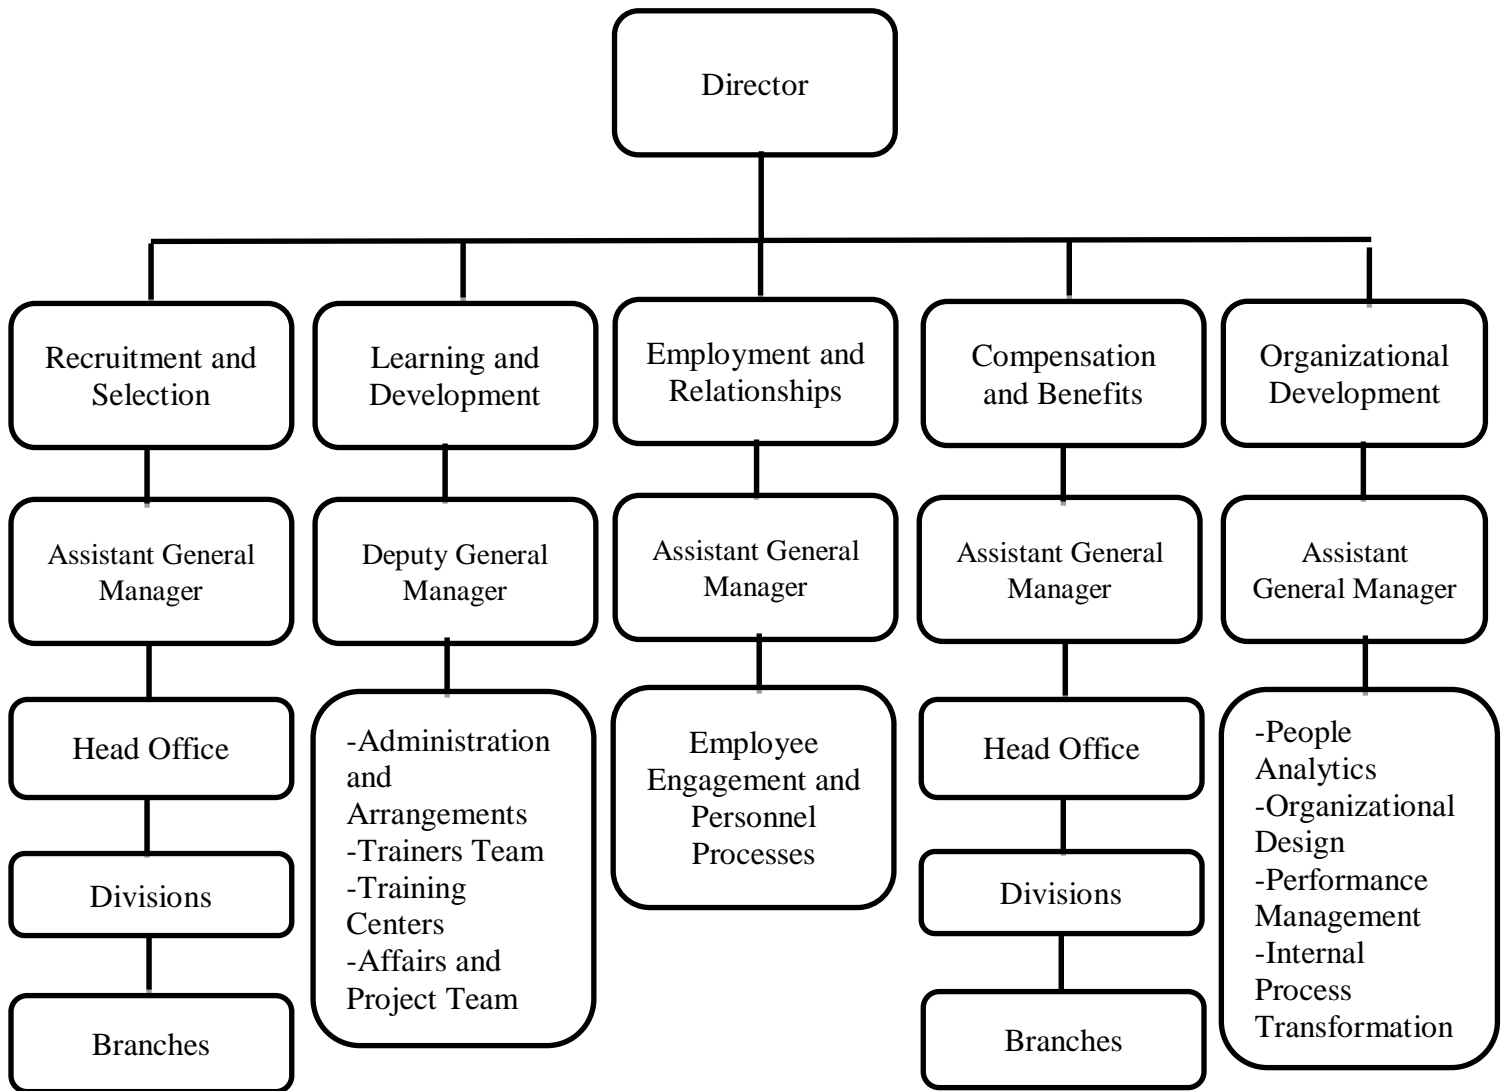 Director
Recruitment and
Selection
Learning and
Development
Employment and
Relationships
Compensation
and Benefits
Organizational
Development
Assistant General
Manager
Deputy General
Manager
Assistant General
Manager
Assistant General
Manager
Assistant
General Manager
Head Office
Divisions
Branches
-Administration
and
Arrangements
-Trainers Team
-Training
Centers
-Affairs and
Project Team
Employee
Engagement and
Personnel
Processes
Head Office
Divisions
Branches
-People
Analytics
-Organizational
Design
-Performance
Management
-Internal
Process
Transformation